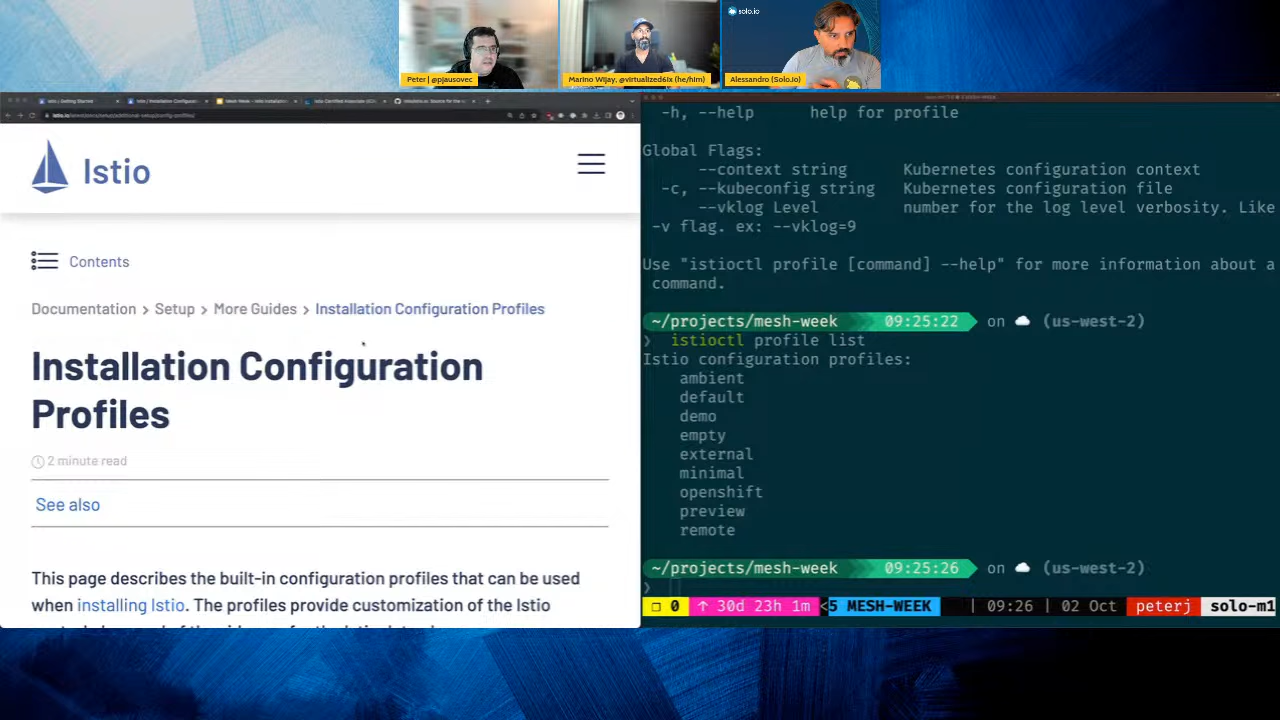 solo.io
Peter | @pjausovec
Marino Wijay, @virtualized6ix (he/him)
Alessandro (Solo.io)
Istio
Contents
Documentation > Setup > More Guides > Installation Configuration Profiles
Installation Configuration
Profiles
2 minute read
See also
This page describes the built-in configuration profiles that can be used
when installing Istio. The profiles provide customization of the Istio
-h, --help help for profile
Global Flags:
--context string Kubernetes configuration context
-c, --kubeconfig string Kubernetes configuration file
--vklog Level number for the log level verbosity. Like
-v flag. ex: --vklog=9
Use "istioctl profile [command] --help" for more information about a
command.
~/projects/mesh-week 09:25:22 on (us-west-2)
❯ istioctl profile list
Istio configuration profiles:
ambient
default
demo
empty
external
minimal
openshift
preview
remote
~/projects/mesh-week 09:25:26 on (us-west-2)
❯
❐ 0 ↑ 30d 23h 1m <5 MESH-WEEK | 09:26 | 02 Oct peterj solo-m1